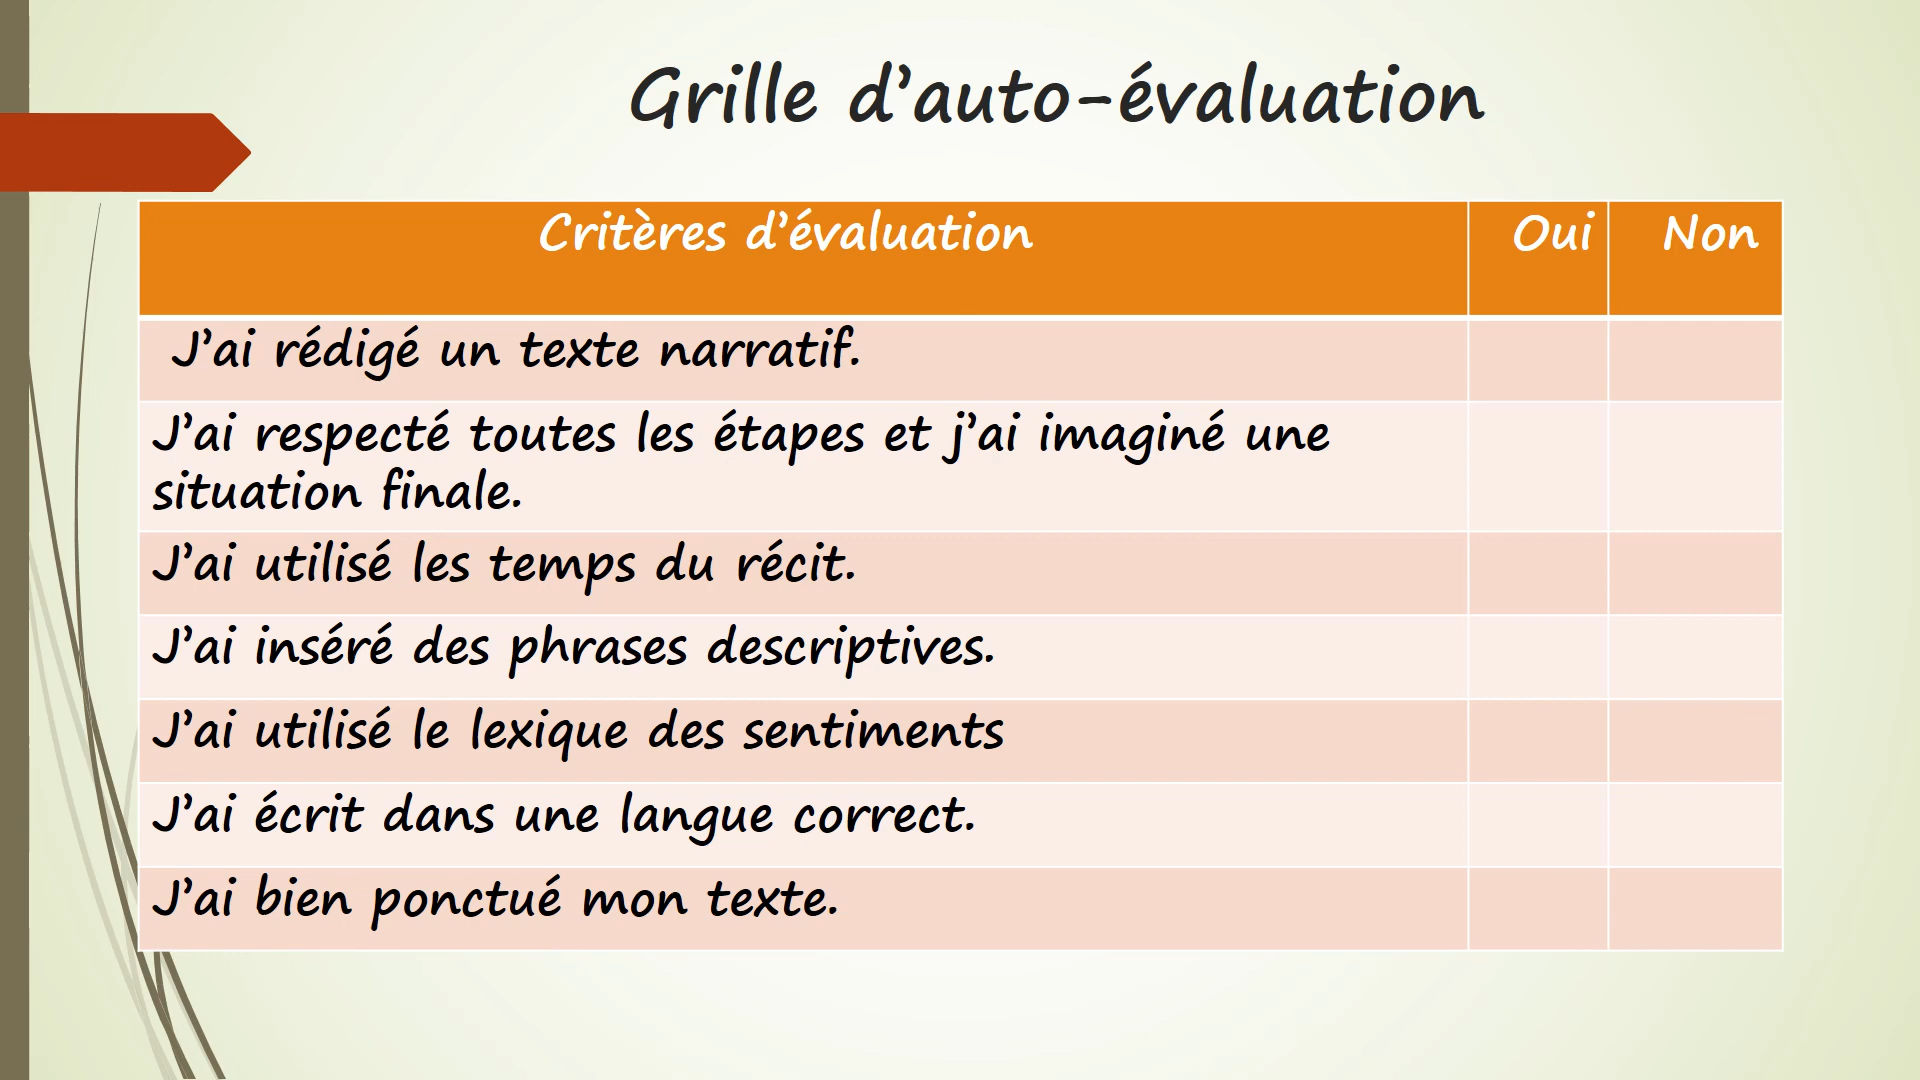 Grille d’auto-évaluation
Critères d’évaluation Oui Non
J’ai rédigé un texte narratif.
J’ai respecté toutes les étapes et j’ai imaginé une
situation finale.
J’ai utilisé les temps du récit.
J’ai inséré des phrases descriptives.
J’ai utilisé le lexique des sentiments
J’ai écrit dans une langue correct.
J’ai bien ponctué mon texte.